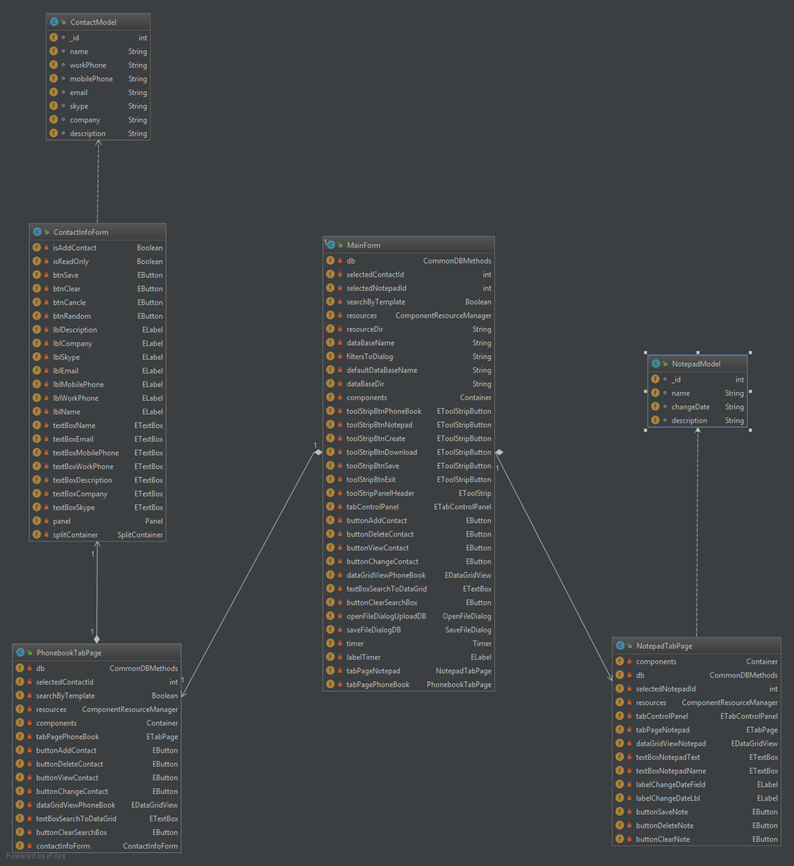 ContactModel
_id int
name String
workPhone String
mobilePhone String
email String
skype String
company String
description String
ContactInfoForm
isAddContact Boolean
isReadOnly Boolean
btnSave EButton
btnClear EButton
btnCancle EButton
btnRandom EButton
lblDescription ELabel
lblCompany ELabel
lblSkype ELabel
lblEmail ELabel
lblMobilePhone ELabel
lblWorkPhone ELabel
lblName ELabel
textBoxName ETextBox
textBoxEmail ETextBox
textBoxMobilePhone ETextBox
textBoxWorkPhone ETextBox
textBoxDescription ETextBox
textBoxCompany ETextBox
textBoxSkype ETextBox
panel Panel
splitContainer SplitContainer
1
1
PhonebookTabPage
db CommonDBMethods
selectedContactId int
searchByTemplate Boolean
resources ComponentResourceManager
components Container
tabPagePhoneBook ETabPage
buttonAddContact EButton
buttonDeleteContact EButton
buttonViewContact EButton
buttonChangeContact EButton
dataGridViewPhoneBook EDataGridView
textBoxSearchToDataGrid ETextBox
buttonClearSearchBox EButton
contactInfoForm ContactInfoForm
Powered by yFiles
1
1
1 MainForm
db CommonDBMethods
selectedContactId int
selectedNotepadId int
searchByTemplate Boolean
resources ComponentResourceManager
resourceDir String
dataBaseName String
filtersToDialog String
defaultDataBaseName String
dataBaseDir String
components Container
toolStripBtnPhoneBook EToolStripButton
toolStripBtnNotepad EToolStripButton
toolStripBtnCreate EToolStripButton
toolStripBtnDownload EToolStripButton
toolStripBtnSave EToolStripButton
toolStripBtnExit EToolStripButton
toolStripPanelHeader EToolStrip
tabControlPanel ETabControlPanel
buttonAddContact EButton
buttonDeleteContact EButton
buttonViewContact EButton
buttonChangeContact EButton
dataGridViewPhoneBook EDataGridView
textBoxSearchToDataGrid ETextBox
buttonClearSearchBox EButton
openFileDialogUploadDB OpenFileDialog
saveFileDialogDB SaveFileDialog
timer Timer
labelTimer ELabel
tabPageNotepad NotepadTabPage
tabPagePhoneBook PhonebookTabPage
1
NotepadModel
_id int
name String
changeDate String
description String
NotepadTabPage
components Container
db CommonDBMethods
selectedNotepadId int
resources ComponentResourceManager
tabControlPanel ETabControlPanel
tabPageNotepad ETabPage
dataGridViewNotepad EDataGridView
textBoxNotepadText ETextBox
textBoxNotepadName ETextBox
labelChangeDateField ELabel
labelChangeDateLbl ELabel
buttonSaveNote EButton
buttonDeleteNote EButton
buttonClearNote EButton